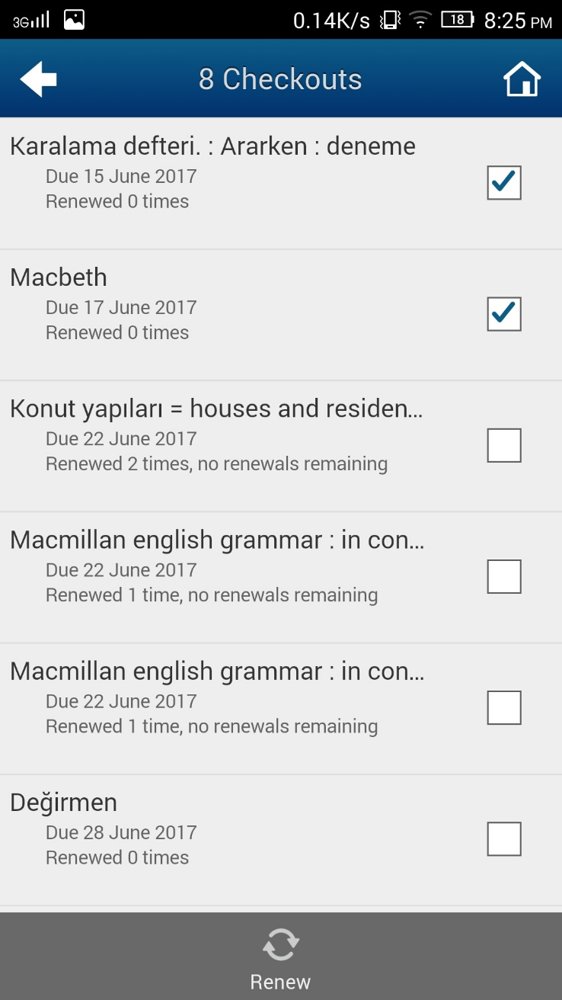 3G 0.14K/s 18 8:25 PM
8 Checkouts
Karalama defteri. : Ararken : deneme
Due 15 June 2017
Renewed 0 times
Macbeth
Due 17 June 2017
Renewed 0 times
Konut yapıları = houses and residen...
Due 22 June 2017
Renewed 2 times, no renewals remaining
Macmillan english grammar : in con...
Due 22 June 2017
Renewed 1 time, no renewals remaining
Macmillan english grammar : in con...
Due 22 June 2017
Renewed 1 time, no renewals remaining
Değirmen
Due 28 June 2017
Renewed 0 times
Renew